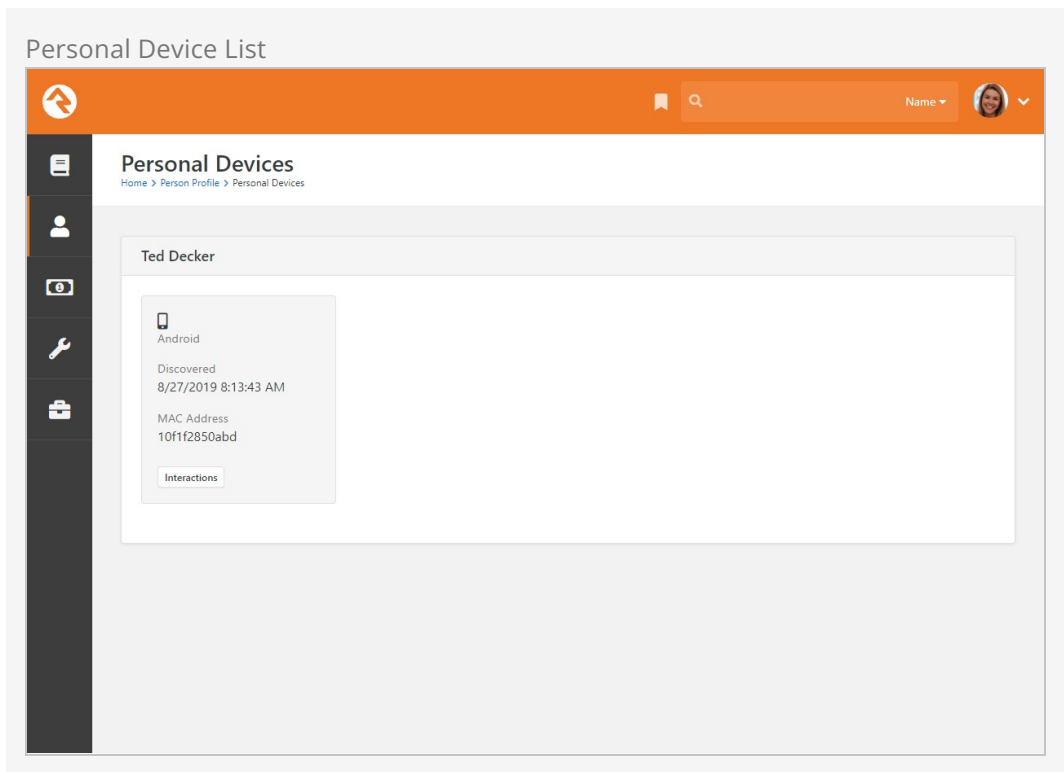 Personal Device List
Name
Personal Devices
Home > Person Profile > Personal Devices
Ted Decker
Android
Discovered
8/27/2019 8:13:43 AM
MAC Address
10f1f2850abd
Interactions